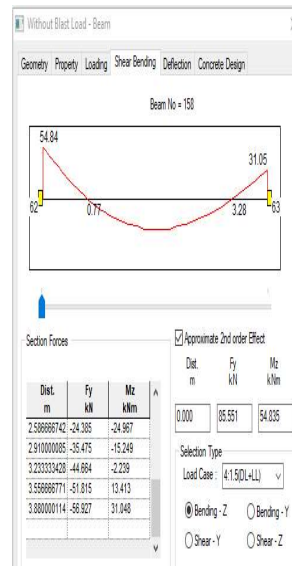 Without Blast Load - Beam
Geometry Property Loading Shear Bending Deflection Concrete Design
Beam No = 158
54.84
31.05
62 0.77 3.28 63
Section Forces
Approximate 2nd order Effect
Dist. Fy Mz
m kN kNm
0.000 85.551 54.835
Dist. Fy Mz
m kN kNm
2.586666742 -24.385 -24.967
2.910000085 -35.475 -15.249
3.233333428 -44.664 -2.239
3.556666771 -51.815 13.413
3.880000114 -56.927 31.048
Selection Type
Load Case : 4:1.5(DL+LL)
Bending - Z Bending - Y
Shear - Y Shear - Z